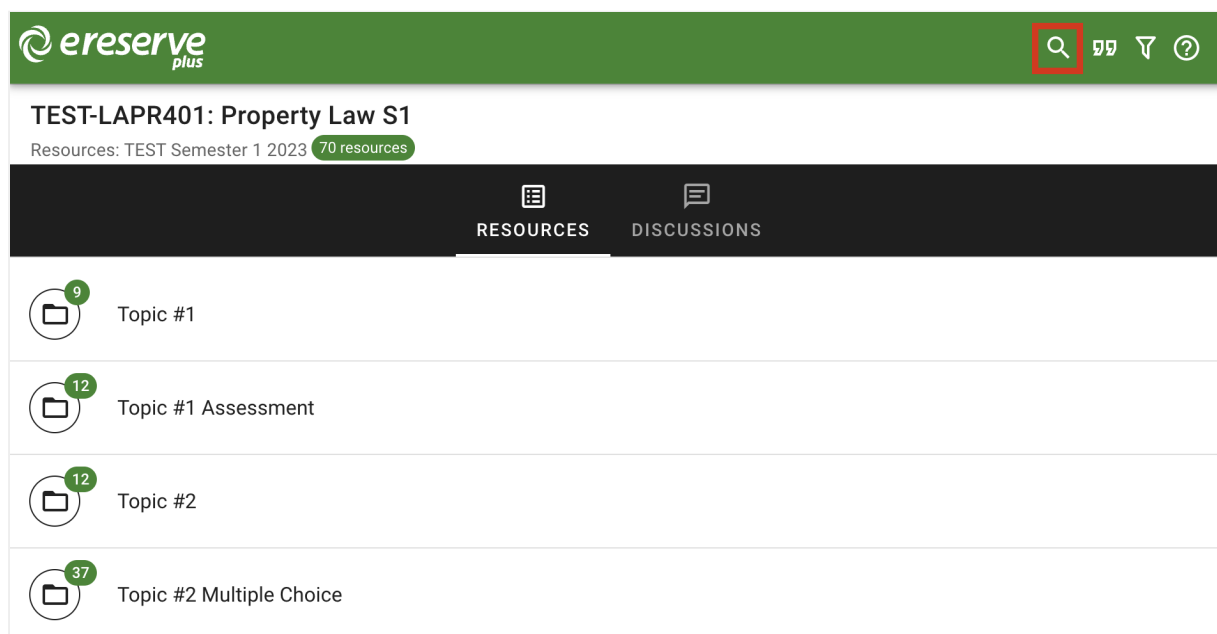 ereserve
plus
TEST-LAPR401: Property Law S1
Resources: TEST Semester 1 2023 70 resources
RESOURCES DISCUSSIONS
9
Topic #1
12
Topic #1 Assessment
12
Topic #2
37
Topic #2 Multiple Choice